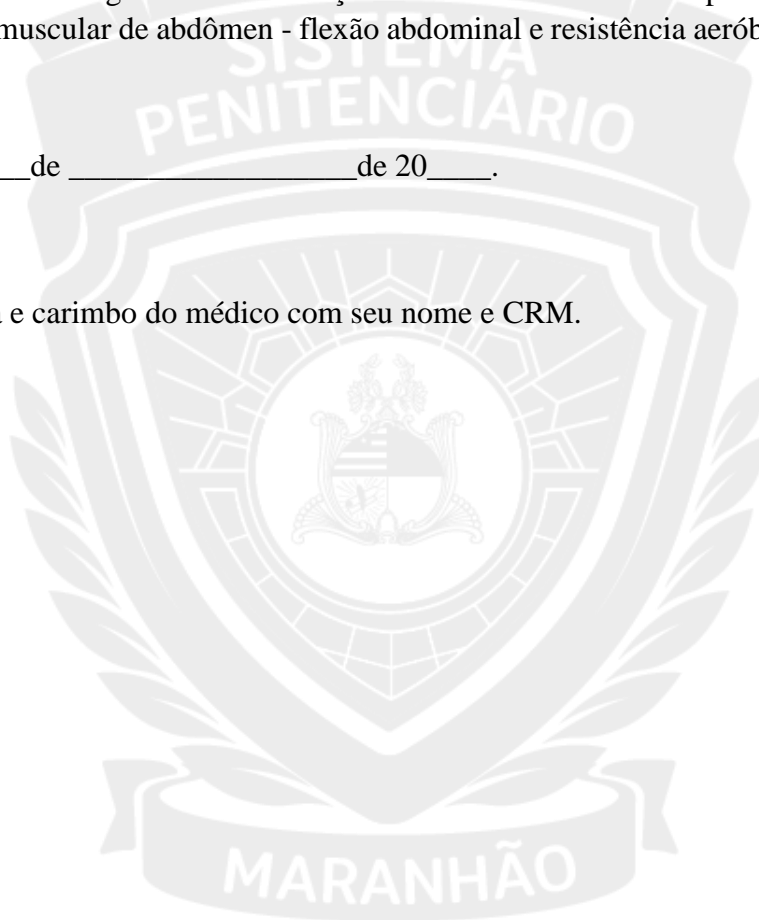 muscular de abdômen - flexão abdominal e resistência
SISTEMA
PENITENCIÁRIO
__de __________________de 20____.
e carimbo do médico com seu nome e CRM.
MARANHÃO